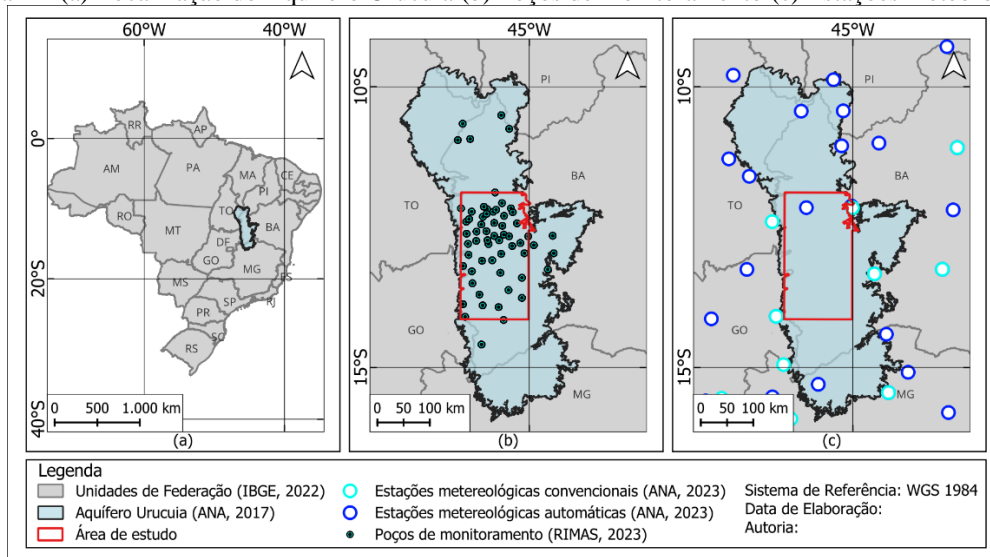 60°W 40°W
0°
20°S
40°S
RR AP
AM PA MA CE
PI
TO
RO MT BA
DF
GO MG
MS ES
SP RJ
PR
SC
RS
0 500 1.000 km
(a)
45°W
10°S
PI
BA
TO
GO
15°S
MG
0 50 100 km
(b)
45°W
10°S
PI
BA
TO
GO
15°S
MG
0 50 100 km
(c)
Legenda
Unidades de Federação (IBGE, 2022)
Aquífero Urucuia (ANA, 2017)
Área de estudo
Estações metereológicas convencionais (ANA, 2023)
Estações metereológicas automáticas (ANA, 2023)
Poços de monitoramento (RIMAS, 2023)
Sistema de Referência: WGS 1984
Data de Elaboração:
Autoria: